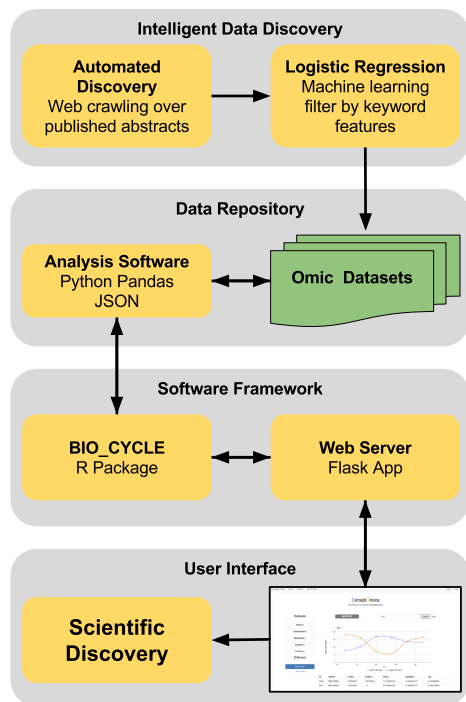 Intelligent Data Discovery
Automated
Discovery
Web crawling over
published abstracts
Logistic Regression
Machine learning
filter by keyword
features
Data Repository
Analysis Software
Python Pandas
JSON
Omic Datasets
Software Framework
BIO_CYCLE
R Package
Web Server
Flask App
User Interface
Scientific
Discovery
CircadiOmics
Datasets
Software